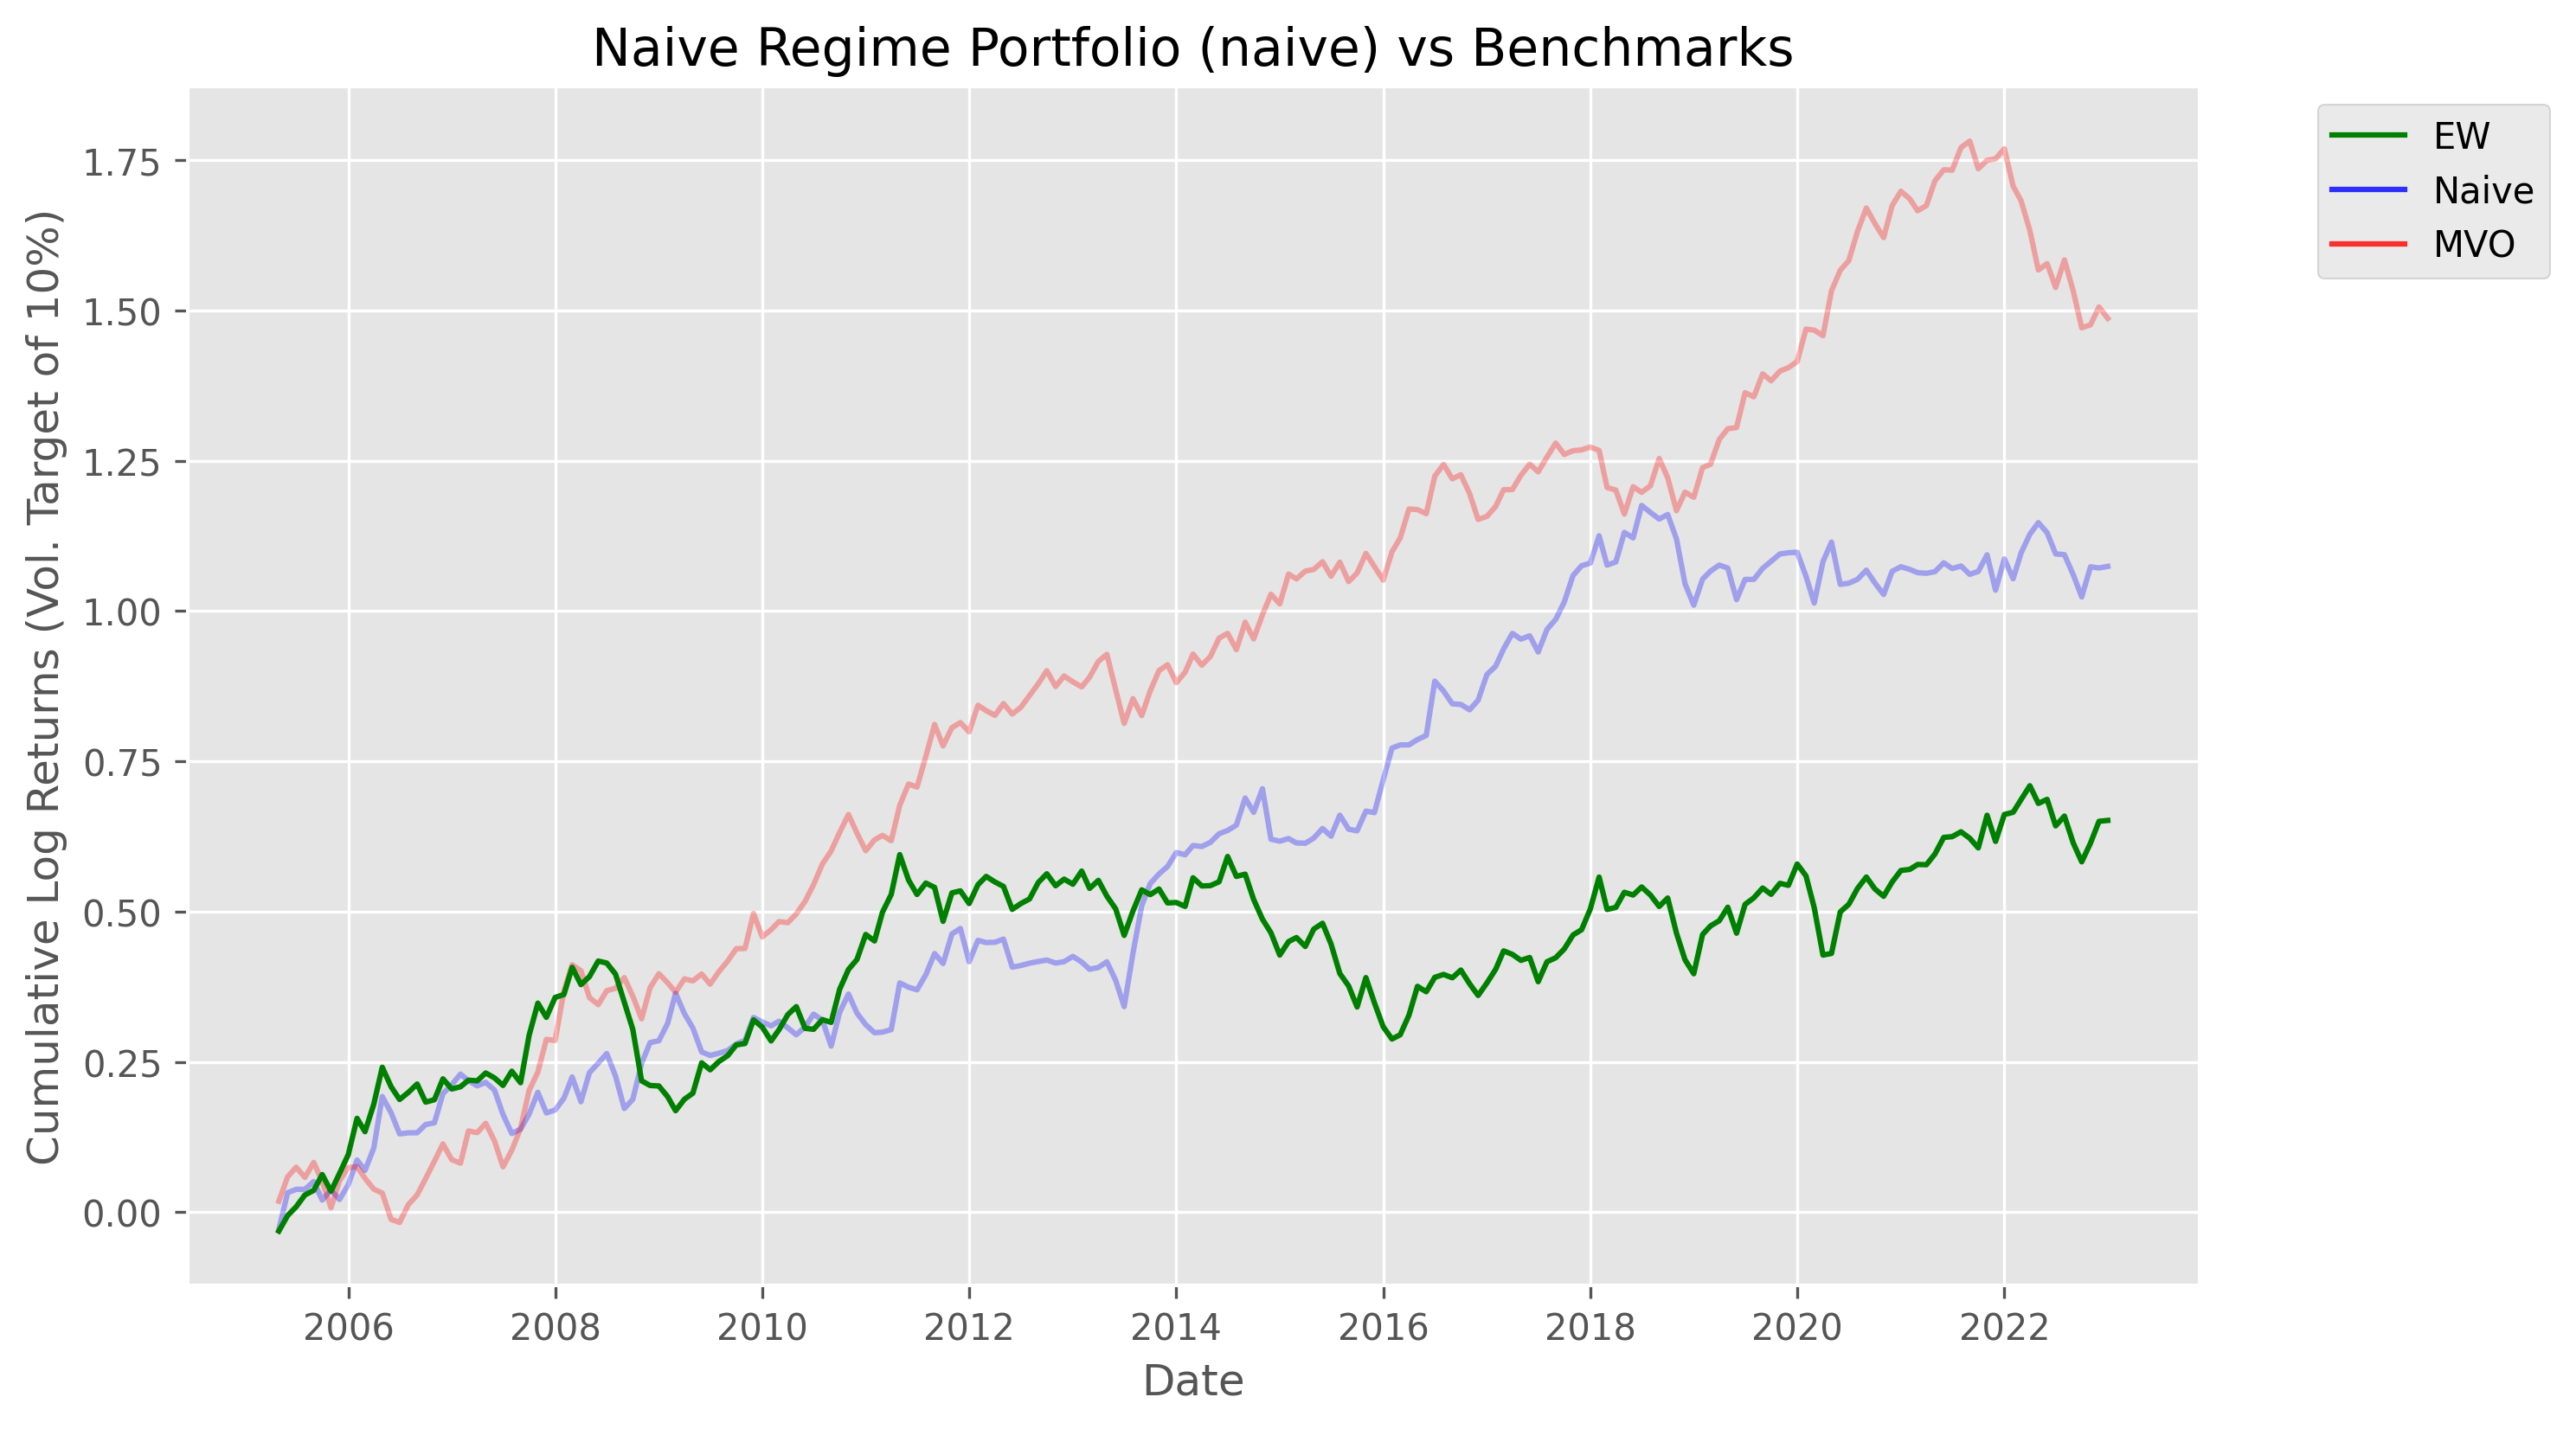 Naive Regime Portfolio (naive) vs Benchmarks
EW
Naive
MVO
Cumulative Log Returns (Vol. Target of 10%)
1.75
1.50
1.25
1.00
0.75
0.50
0.25
0.00
2006 2008 2010 2012 2014 2016 2018 2020 2022
Date